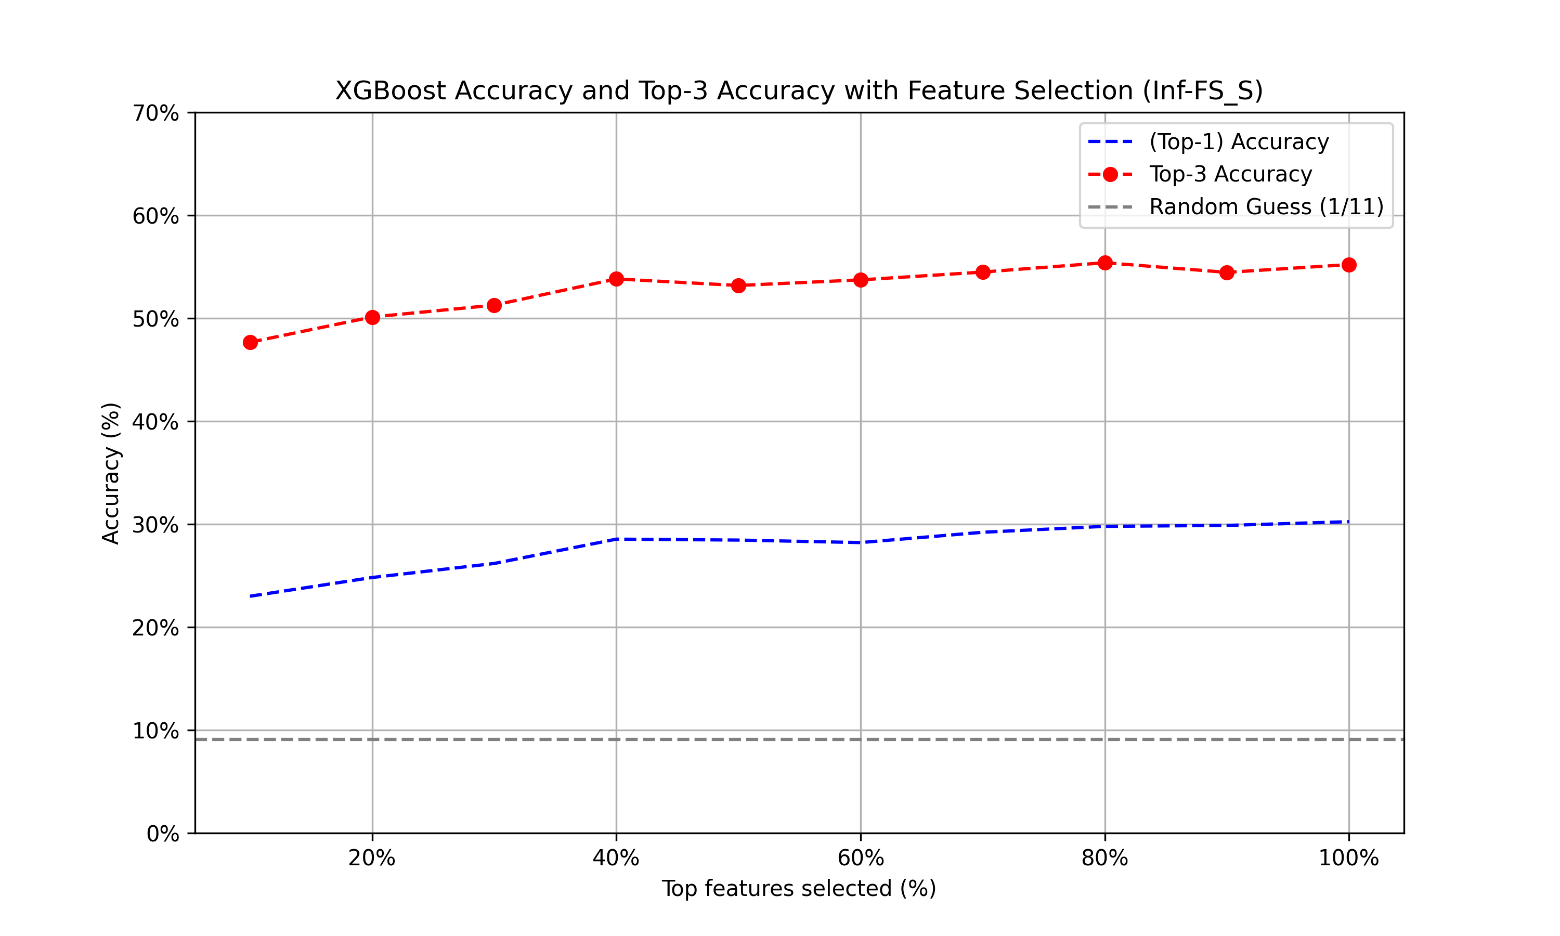 XGBoost Accuracy and Top-3 Accuracy with Feature Selection (Inf-FS_S)
70%
60%
50%
40%
30%
20%
10%
0%
Accuracy (%)
(Top-1) Accuracy
Top-3 Accuracy
Random Guess (1/11)
20%
40%
60%
80%
100%
Top features selected (%)